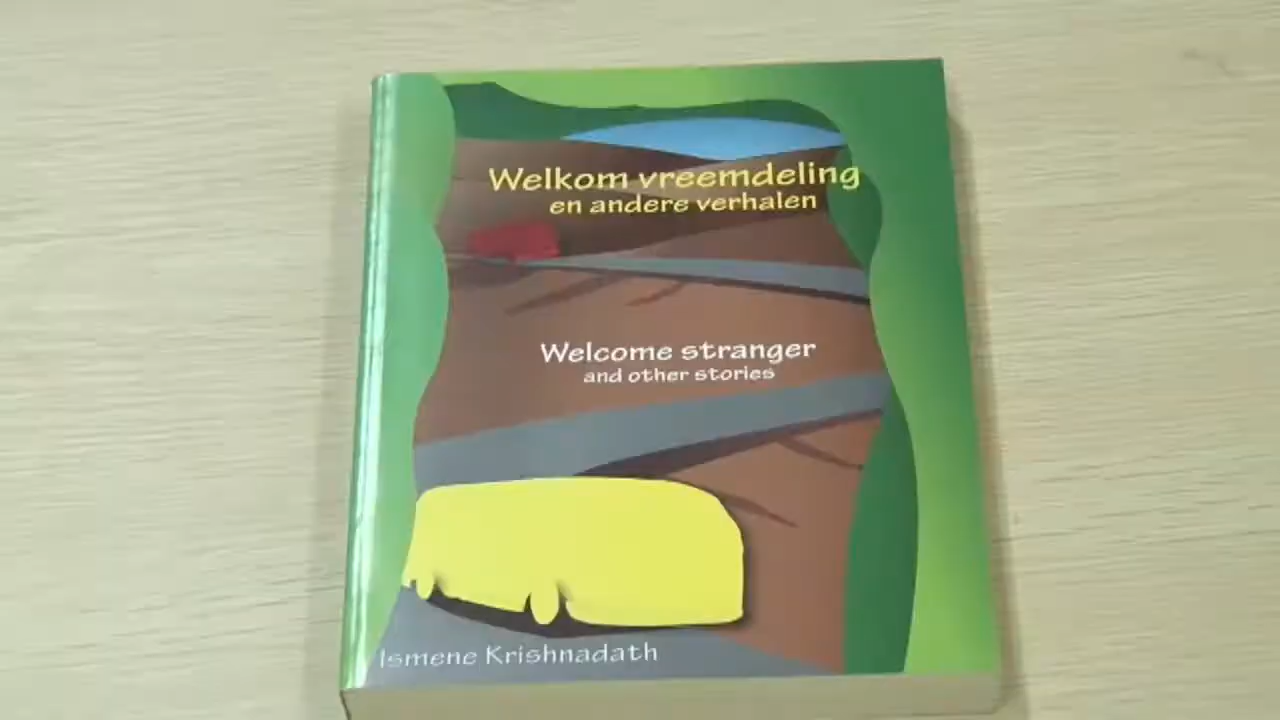 Welkom vreemdeling
en andere verhalen
Welcome stranger
and other stories
Ismene Krishnadath